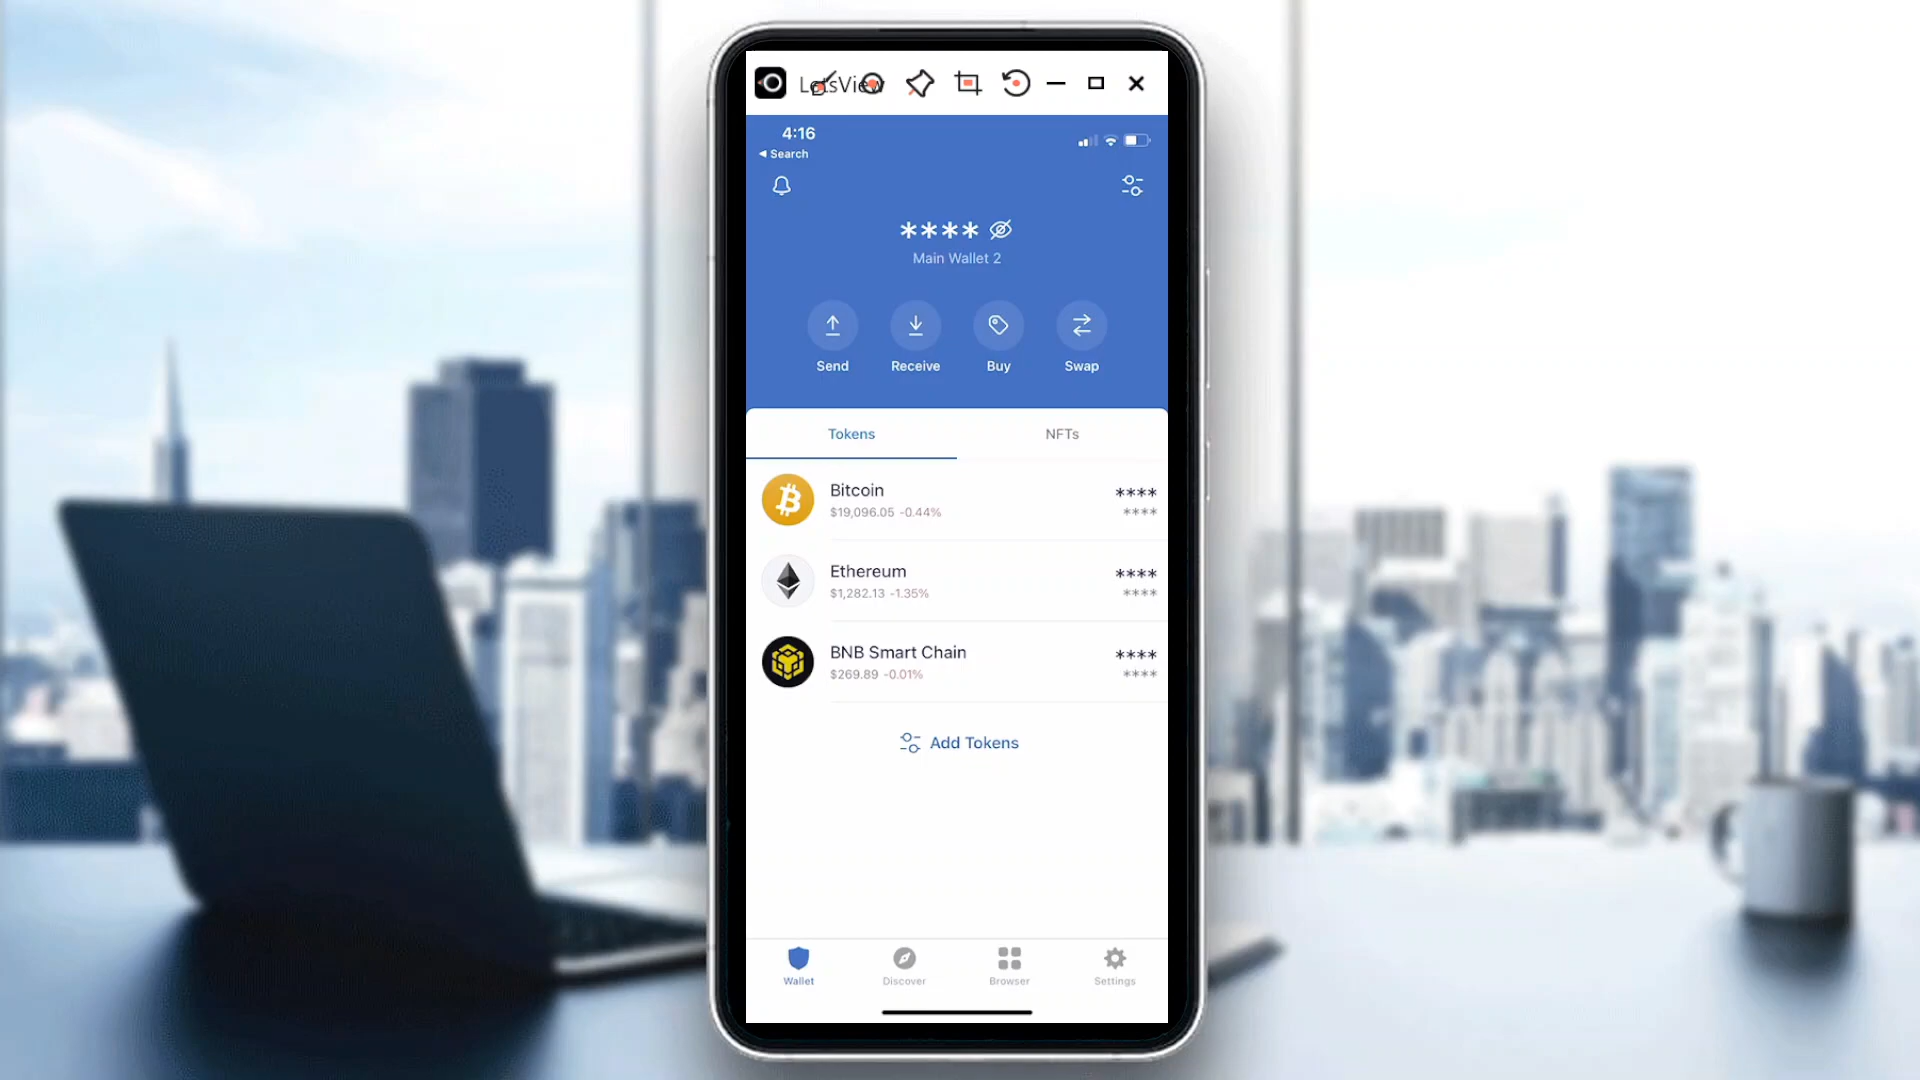 LetsView
4:16
Search
****
Main Wallet 2
Send Receive Buy Swap
Tokens NFTs
Bitcoin ****
$19,096.05 -0.44% ****
Ethereum ****
$1,282.13 -1.35% ****
BNB Smart Chain ****
$269.89 -0.01% ****
Add Tokens
Wallet Discover Browser Settings